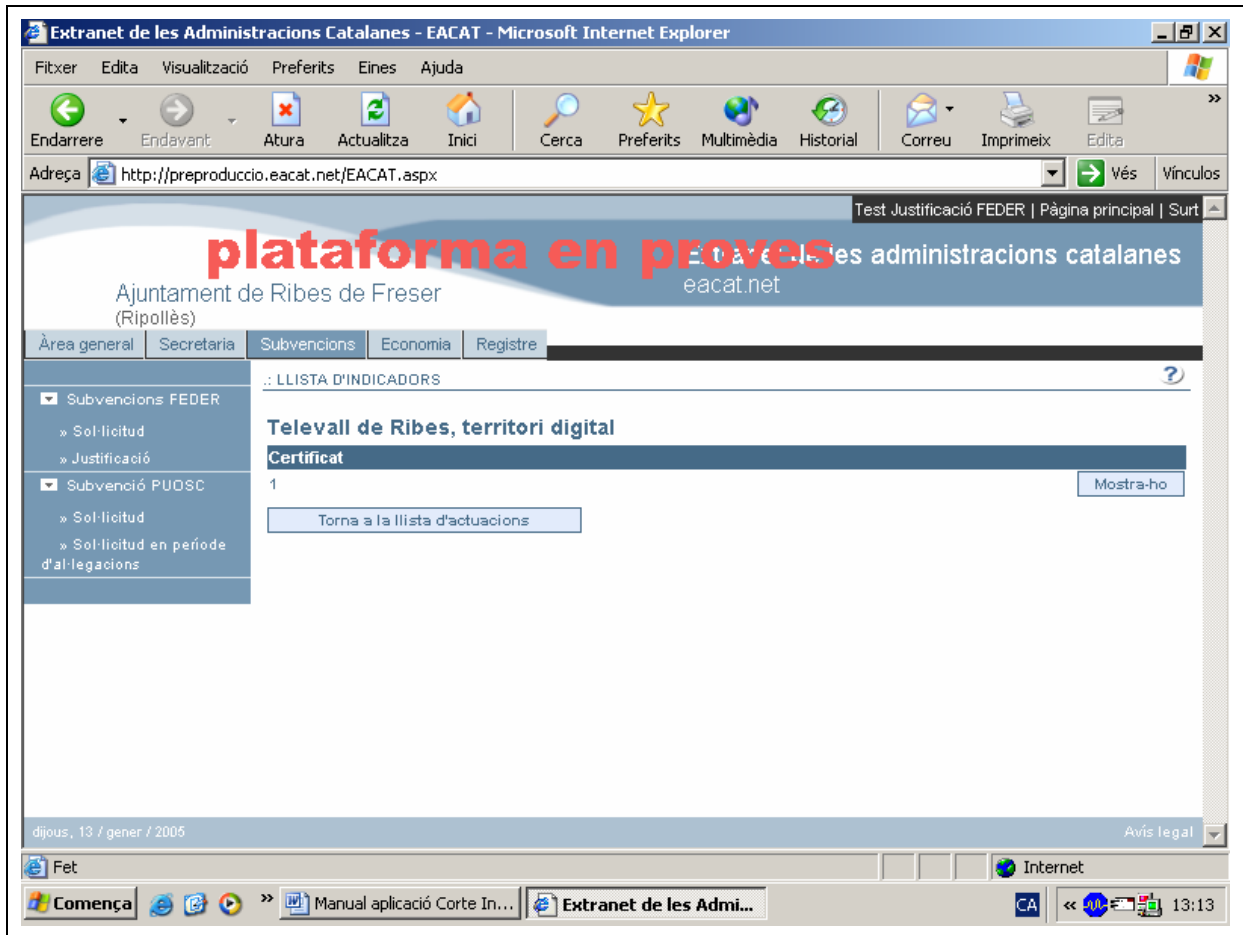 Extranet de les Administracions Catalanes - EACAT - Microsoft Internet Explorer
Fitxer Edita Visualització Preferits Eines Ajuda
Endarrere Endavant Atura Actualitza Inici Cerca Preferits Multimèdia Historial Correu Imprimeix Edita »
Adreça http://preproduccio.eacat.net/EACAT.aspx Vés Vínculos
Test Justificació FEDER | Pàgina principal | Surt
plataforma en proves
Extranet de les administracions catalanes
eacat.net
Ajuntament de Ribes de Freser
(Ripollès)
Àrea general Secretaria Subvencions Economia Registre
.: LLISTA D'INDICADORS ?
Subvencions FEDER
» Sol·licitud
» Justificació
Subvenció PUOSC
» Sol·licitud
» Sol·licitud en període
d'al·legacions
Televall de Ribes, territori digital
Certificat
1 Mostra-ho
Torna a la llista d'actuacions
dijous, 13 / gener / 2005 Avís legal
Fet Internet
Comença » Manual aplicació Corte In... Extranet de les Admi... CA « 13:13